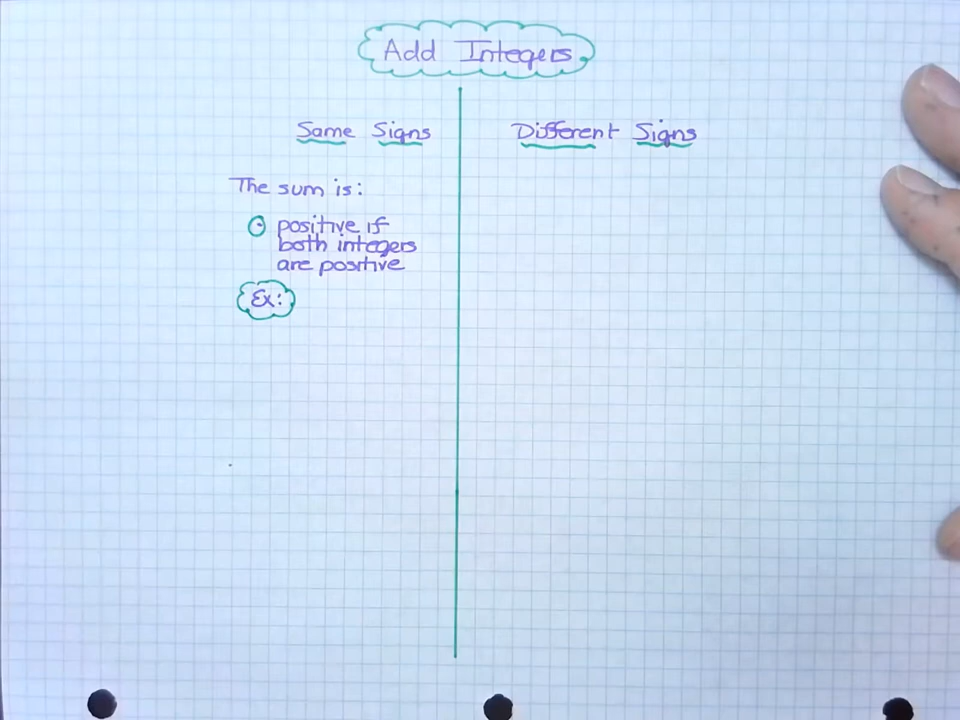 Add Integers
Same Signs
Different Signs
The sum is:
positive if
both integers
are positive
Ex: